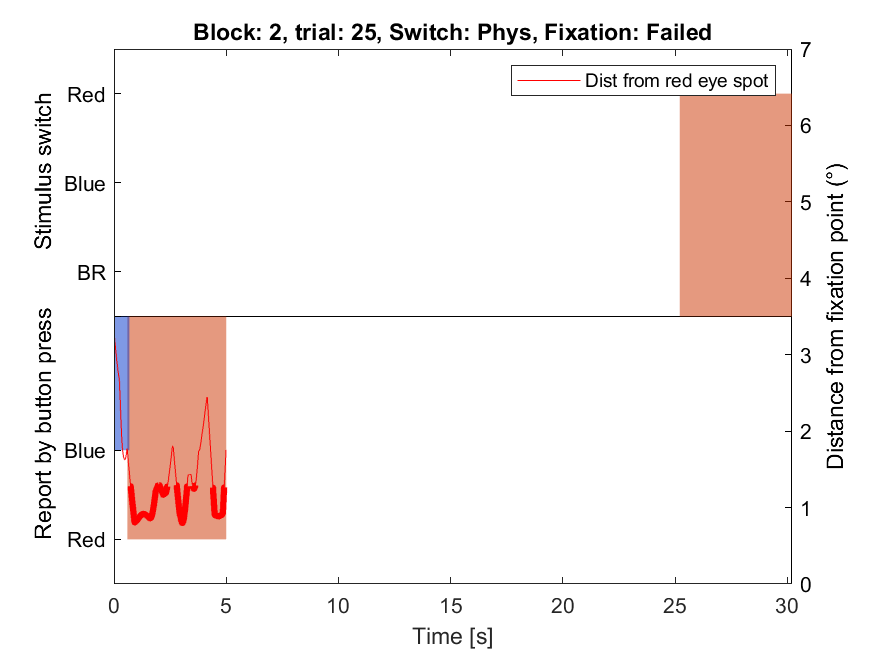 Block: 2, trial: 25, Switch: Phys, Fixation: Failed
Dist from red eye spot
Stimulus switch
Red
Blue
BR
Report by button press
Blue
Red
7
6
5
4
3
2
1
0
Distance from fixation point (°)
0 5 10 15 20 25 30
Time [s]